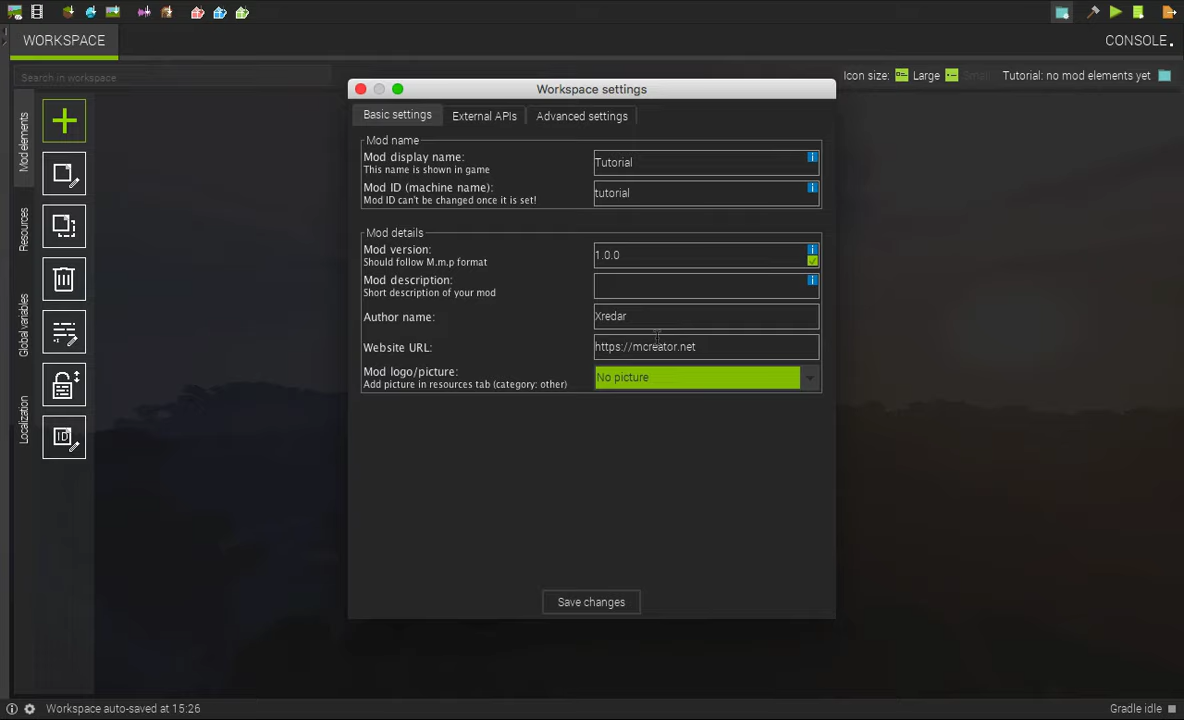 WORKSPACE
CONSOLE
Search in workspace
Icon size: Large Small
Tutorial: no mod elements yet
Mod elements
Resources
Global variables
Localization
Workspace settings
Basic settings
External APIs
Advanced settings
Mod name
Mod display name:
This name is shown in game
Tutorial
Mod ID (machine name):
Mod ID can't be changed once it is set!
tutorial
Mod details
Mod version:
Should follow M.m.p format
1.0.0
Mod description:
Short description of your mod
Author name:
Xredar
Website URL:
https://mcreator.net
Mod logo/picture:
Add picture in resources tab (category: other)
No picture
Save changes
ID
Workspace auto-saved at 15:26
Gradle idle